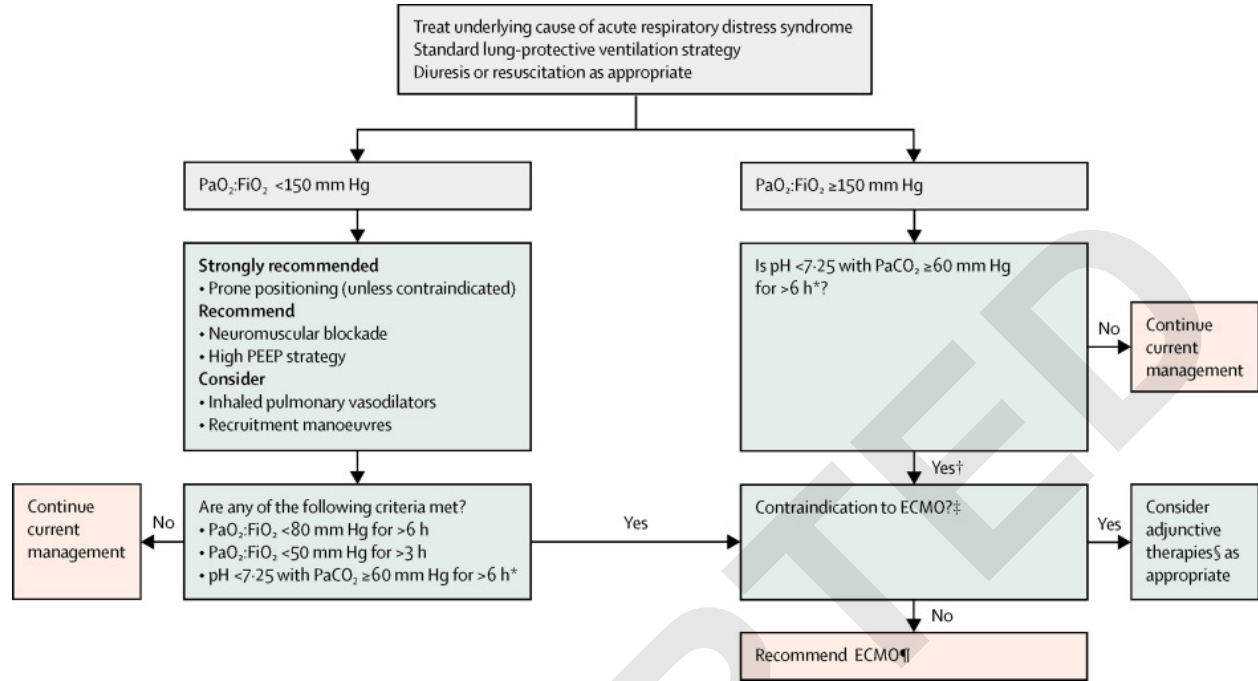 Treat underlying cause of acute respiratory distress syndrome
Standard lung-protective ventilation strategy
Diuresis or resuscitation as appropriate
PaO₂:FiO₂ <150 mm Hg
PaO₂:FiO₂ ≥150 mm Hg
Strongly recommended
• Prone positioning (unless contraindicated)
Recommend
• Neuromuscular blockade
• High PEEP strategy
Consider
• Inhaled pulmonary vasodilators
• Recruitment manoeuvres
Is pH <7·25 with PaCO₂ ≥60 mm Hg
for >6 h*?
No
Continue
current
management
Yes†
Continue
current
management
No
Are any of the following criteria met?
• PaO₂:FiO₂ <80 mm Hg for >6 h
• PaO₂:FiO₂ <50 mm Hg for >3 h
• pH <7·25 with PaCO₂ ≥60 mm Hg for >6 h*
Yes
Contraindication to ECMO?‡
Yes
Consider
adjunctive
therapies§ as
appropriate
No
Recommend ECMO¶